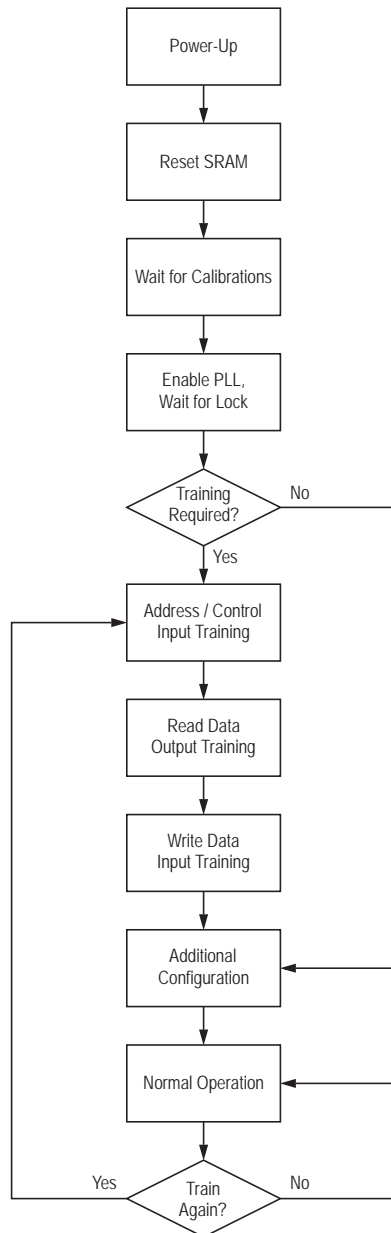 Power-Up
Reset SRAM
Wait for Calibrations
Enable PLL,
Wait for Lock
Training
Required?
No
Yes
Address / Control
Input Training
Read Data
Output Training
Write Data
Input Training
Additional
Configuration
Normal Operation
Yes
Train
Again?
No